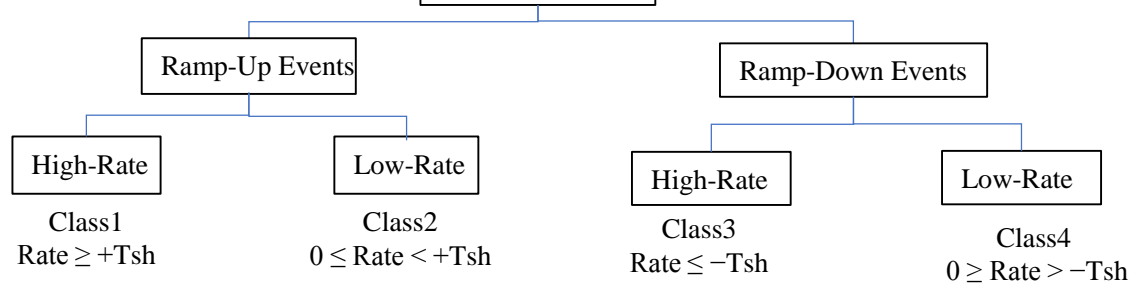 Ramp-Up Events
Ramp-Down Events
High-Rate
Low-Rate
High-Rate
Low-Rate
Class1
Rate ≥ +Tsh
Class2
0 ≤ Rate < +Tsh
Class3
Rate ≤ −Tsh
Class4
0 ≥ Rate > −Tsh